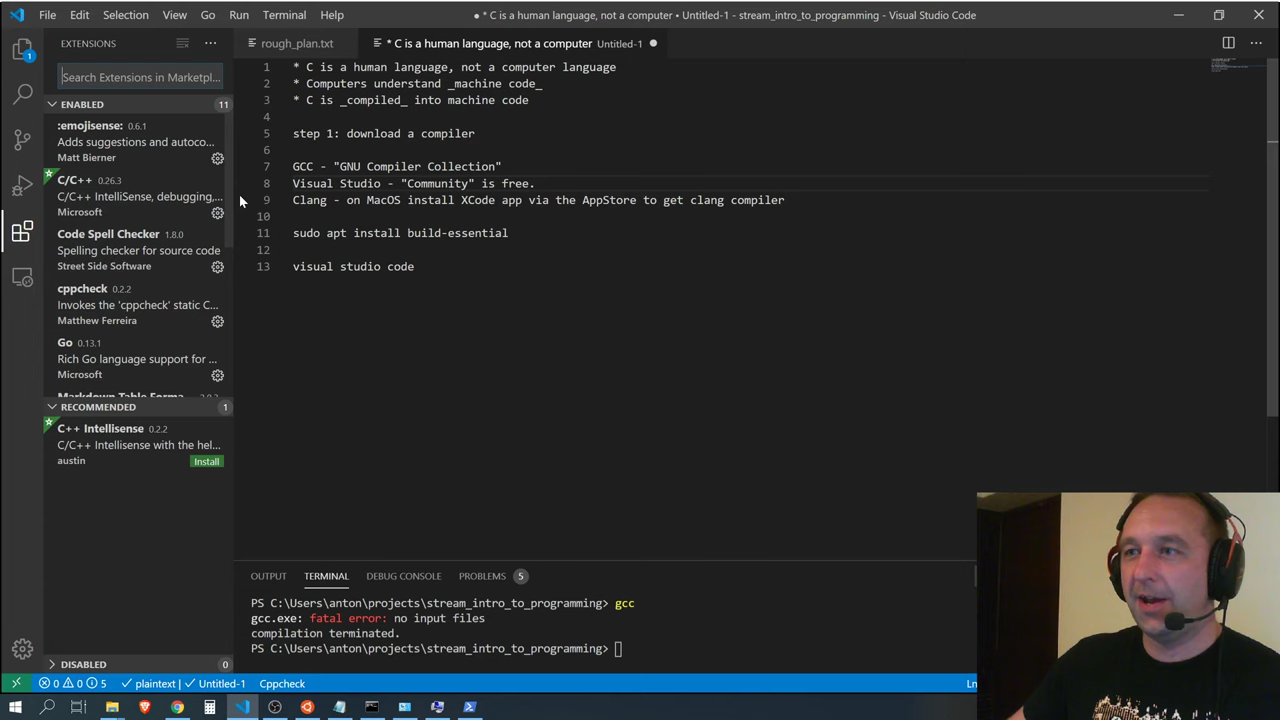 File Edit Selection View Go Run Terminal Help
* C is a human language, not a computer • Untitled-1 - stream_intro_to_programming - Visual Studio Code
EXTENSIONS
rough_plan.txt
* C is a human language, not a computer Untitled-1
1
Search Extensions in Marketpl...
ENABLED 11
:emojisense: 0.6.1
Adds suggestions and autoco...
Matt Bierner
C/C++ 0.26.3
C/C++ IntelliSense, debugging,...
Microsoft
Code Spell Checker 1.8.0
Spelling checker for source code
Street Side Software
cppcheck 0.2.2
Invokes the 'cppcheck' static C...
Matthew Ferreira
Go 0.13.1
Rich Go language support for ...
Microsoft
RECOMMENDED 1
C++ Intellisense 0.2.2
C/C++ Intellisense with the hel...
austin Install
DISABLED 0
1 * C is a human language, not a computer language
2 * Computers understand _machine code_
3 * C is _compiled_ into machine code
4
5 step 1: download a compiler
6
7 GCC - "GNU Compiler Collection"
8 Visual Studio - "Community" is free.
9 Clang - on MacOS install XCode app via the AppStore to get clang compiler
10
11 sudo apt install build-essential
12
13 visual studio code
OUTPUT TERMINAL DEBUG CONSOLE PROBLEMS 5
PS C:\Users\anton\projects\stream_intro_to_programming> gcc
gcc.exe: fatal error: no input files
compilation terminated.
PS C:\Users\anton\projects\stream_intro_to_programming>
0 0 5 plaintext | Untitled-1 Cppcheck Ln